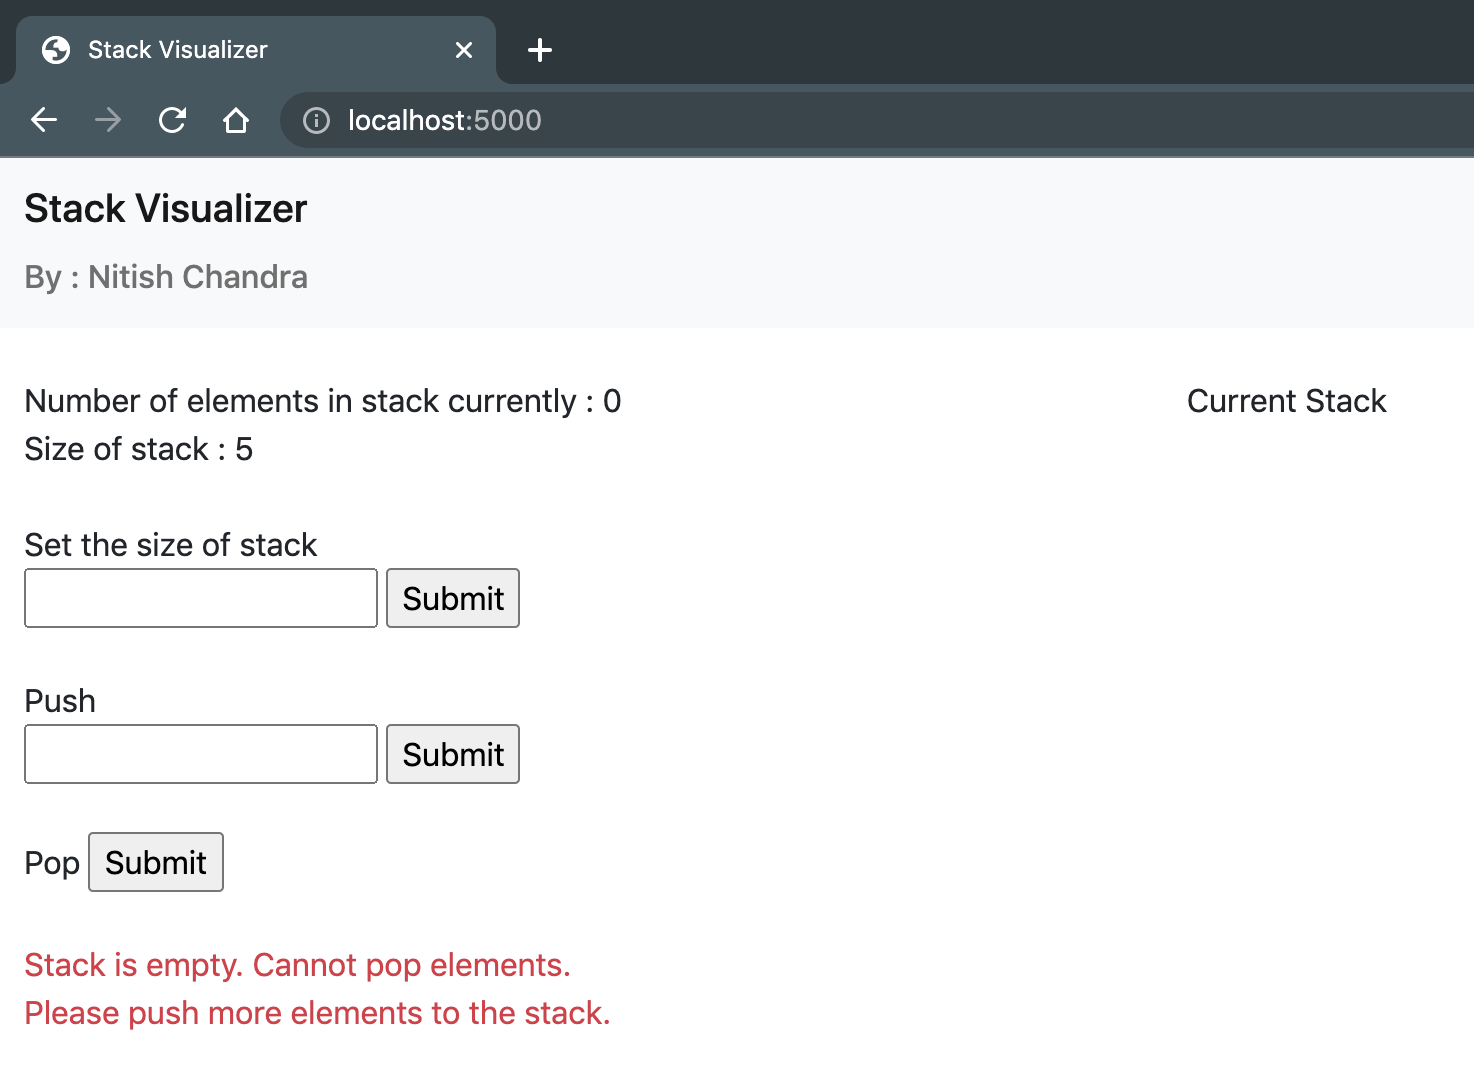 Stack Visualizer
localhost:5000
Stack Visualizer
By : Nitish Chandra
Number of elements in stack currently : 0
Current Stack
Size of stack : 5
Set the size of stack
Submit
Push
Submit
Pop Submit
Stack is empty. Cannot pop elements.
Please push more elements to the stack.